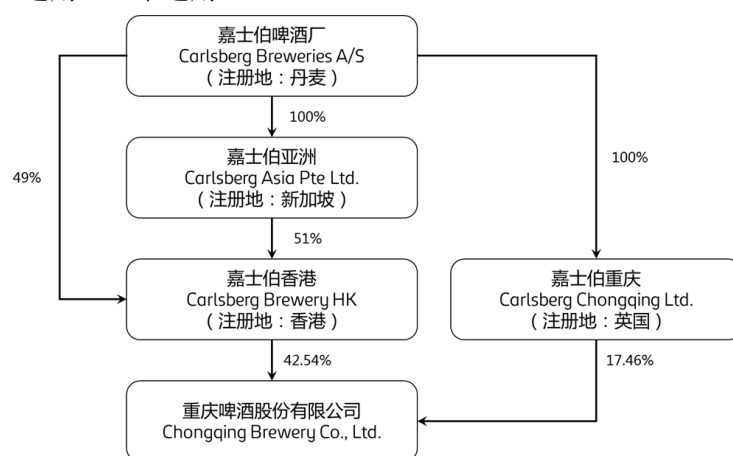 嘉士伯啤酒厂
Carlsberg Breweries A/S
（注册地：丹麦）
100%
嘉士伯亚洲
Carlsberg Asia Pte Ltd.
（注册地：新加坡）
49%
100%
51%
嘉士伯香港
Carlsberg Brewery HK
（注册地：香港）
嘉士伯重庆
Carlsberg Chongqing Ltd.
（注册地：英国）
42.54%
17.46%
重庆啤酒股份有限公司
Chongqing Brewery Co., Ltd.